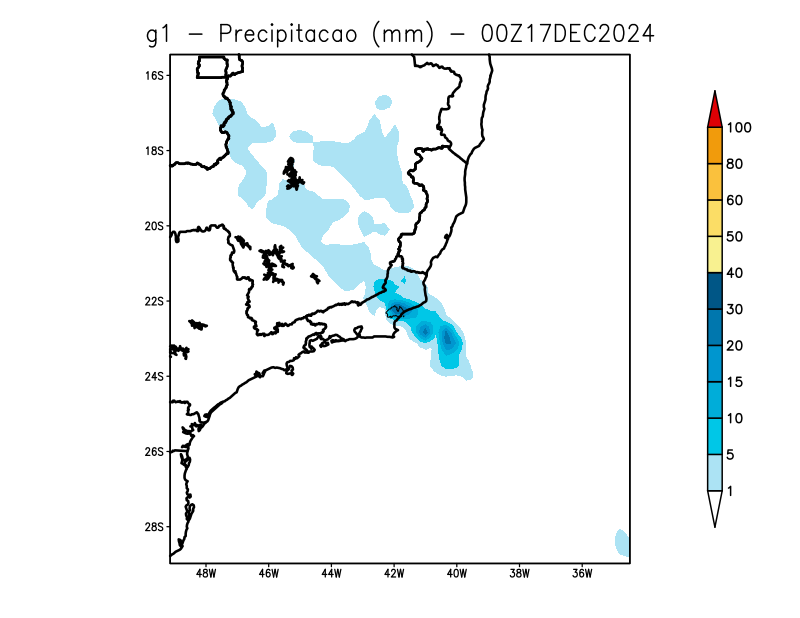 g1 – Precipitacao (mm) – 00Z17DEC2024
16S
18S
20S
22S
24S
26S
28S
48W 46W 44W 42W 40W 38W 36W
100
80
60
50
40
30
20
15
10
5
1